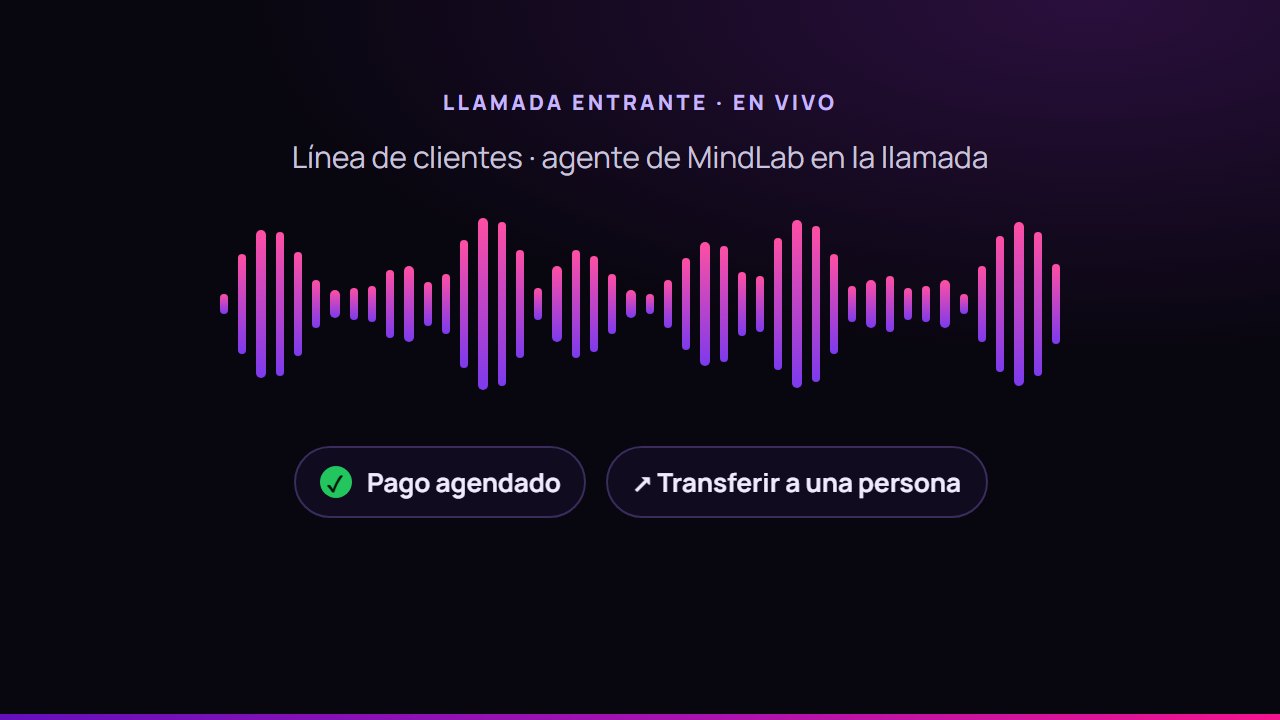 LLAMADA ENTRANTE · EN VIVO
Línea de clientes · agente de MindLab en la llamada
✓ Pago agendado
↗ Transferir a una persona